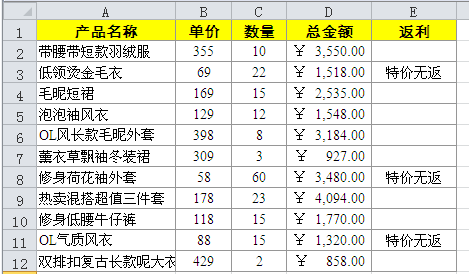 A B C D E
1 产品名称 单价 数量 总金额 返利
2 带腰带短款羽绒服 355 10 ¥ 3,550.00
3 低领烫金毛衣 69 22 ¥ 1,518.00 特价无返
4 毛昵短裙 169 15 ¥ 2,535.00
5 泡泡袖风衣 129 12 ¥ 1,548.00
6 OL风长款毛昵外套 398 8 ¥ 3,184.00
7 薰衣草飘袖冬装裙 309 3 ¥ 927.00
8 修身荷花袖外套 58 60 ¥ 3,480.00 特价无返
9 热卖混搭超值三件套 178 23 ¥ 4,094.00
10 修身低腰牛仔裤 118 15 ¥ 1,770.00
11 OL气质风衣 88 15 ¥ 1,320.00 特价无返
12 双排扣复古长款呢大衣 429 2 ¥ 858.00